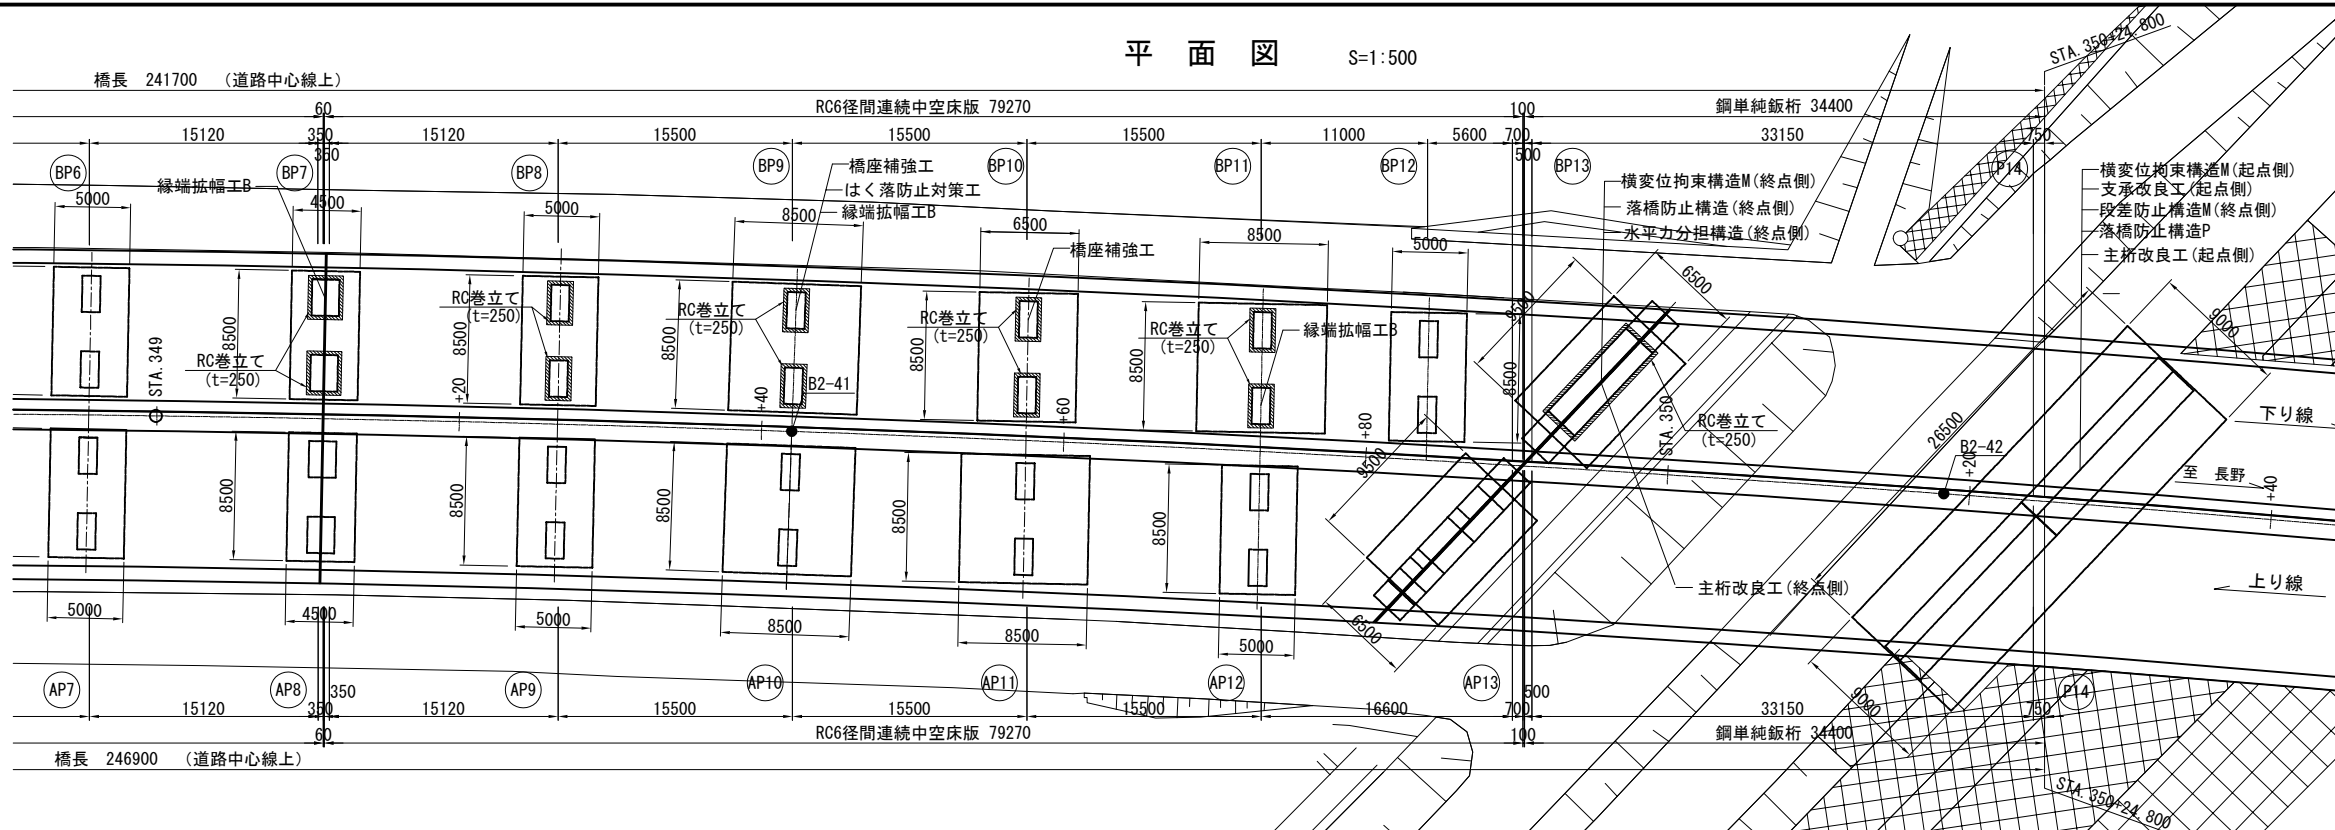 平 面 図 S=1:500
橋長 241700 (道路中心線上)
STA.350+24.800
60 RC6径間連続中空床版 79270 100 鋼単純鈑桁 34400
15120 350 15120 15500 15500 15500 11000 5600 700 33150 750
350 500
BP6 BP7 BP8 BP9 BP10 BP11 BP12 BP13 P14
縁端拡幅工B
橋座補強工
はく落防止対策工
縁端拡幅工B
橋座補強工
横変位拘束構造M(終点側)
落橋防止構造(終点側)
水平力分担構造(終点側)
横変位拘束構造M(起点側)
支承改良工(起点側)
段差防止構造M(終点側)
落橋防止構造P
主桁改良工(起点側)
5000 4500 5000 8500 6500 8500 5000
6500
8500
9000
RC巻立て
(t=250)
RC巻立て
(t=250)
RC巻立て
(t=250)
RC巻立て
(t=250)
RC巻立て
(t=250)
縁端拡幅工B
RC巻立て
(t=250)
8500 8500 8500 8500 8500 8500
STA.349
+20
+40
B2-41
+60
+80
STA.350
26500
B2-42
+20
+40
下り線
至 長野
上り線
8500 8500 8500 8500 8500 8500
9500
主桁改良工(終点側)
5000 4500 5000 8500 8500 5000
6500
9000
AP7 AP8 AP9 AP10 AP11 AP12 AP13 P14
350 500
15120 350 15120 15500 15500 15500 16600 700 33150 750
60 RC6径間連続中空床版 79270 100 鋼単純鈑桁 34400
橋長 246900 (道路中心線上)
STA.350+24.800